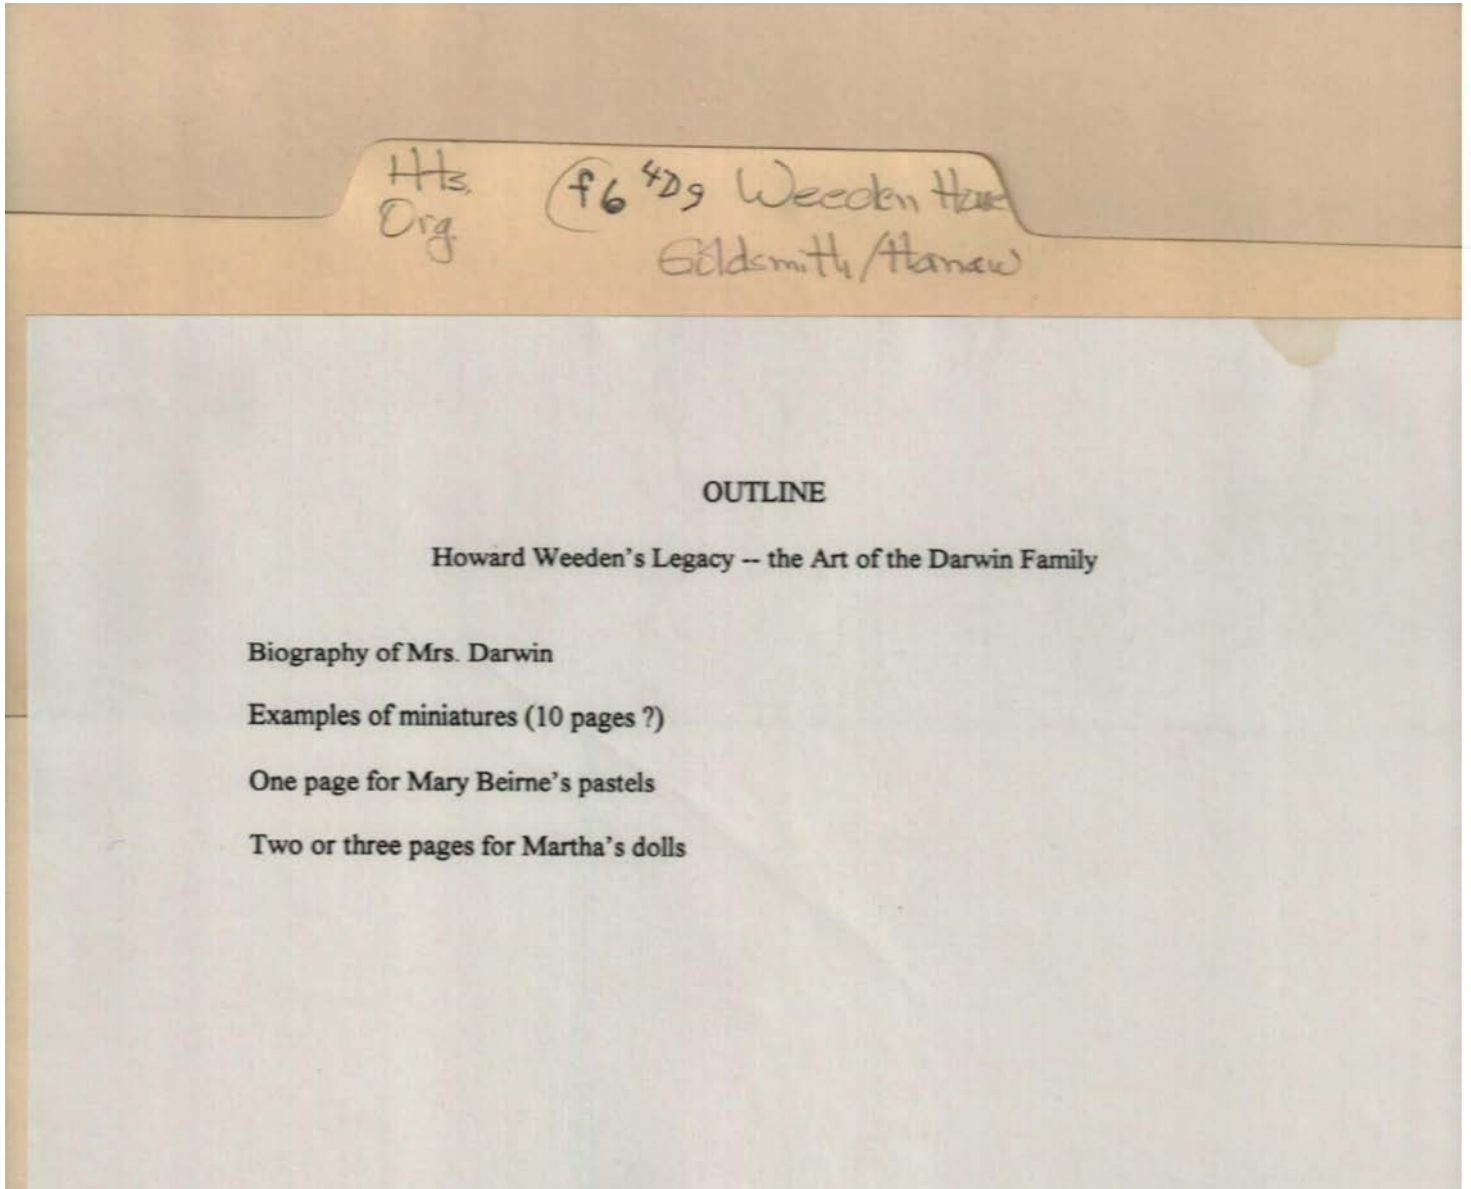 Hts. (f6 4D9 Weeden House
Org. Goldsmith/
OUTLINE
Howard Weeden's Legacy -- the Art of the Darwin Family
Biography of Mrs. Darwin
Examples of miniatures (10 pages ?)
One page for Mary Beirne's pastels
Two or three pages for Martha's dolls